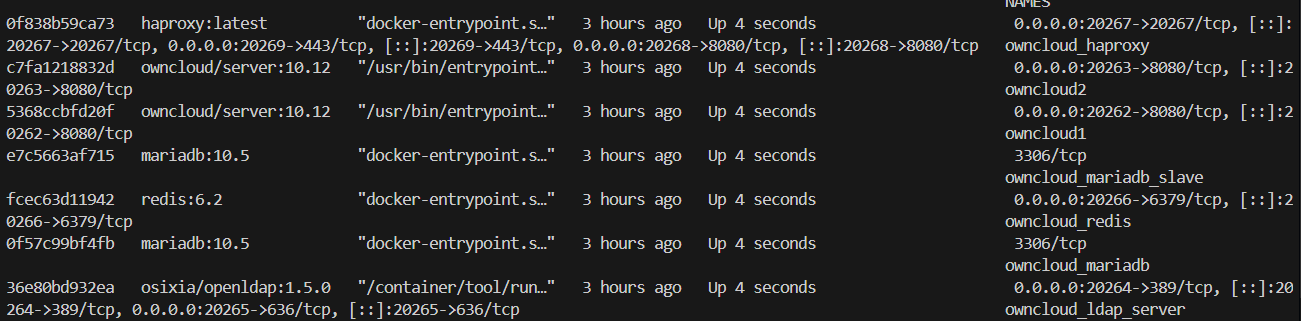 NAMES
0f838b59ca73   haproxy:latest         "docker-entrypoint.s…"   3 hours ago   Up 4 seconds             0.0.0.0:20267->20267/tcp, [::]:
20267->20267/tcp, 0.0.0.0:20269->443/tcp, [::]:20269->443/tcp, 0.0.0.0:20268->8080/tcp, [::]:20268->8080/tcp   owncloud_haproxy
c7fa1218832d   owncloud/server:10.12   "/usr/bin/entrypoint…"   3 hours ago   Up 4 seconds             0.0.0.0:20263->8080/tcp, [::]:2
0263->8080/tcp   owncloud2
5368ccbfd20f   owncloud/server:10.12   "/usr/bin/entrypoint…"   3 hours ago   Up 4 seconds             0.0.0.0:20262->8080/tcp, [::]:2
0262->8080/tcp   owncloud1
e7c5663af715   mariadb:10.5            "docker-entrypoint.s…"   3 hours ago   Up 4 seconds             3306/tcp
owncloud_mariadb_slave
fcec63d11942   redis:6.2               "docker-entrypoint.s…"   3 hours ago   Up 4 seconds             0.0.0.0:20266->6379/tcp, [::]:2
0266->6379/tcp   owncloud_redis
0f57c99bf4fb   mariadb:10.5            "docker-entrypoint.s…"   3 hours ago   Up 4 seconds             3306/tcp
owncloud_mariadb
36e80bd932ea   osixia/openldap:1.5.0   "/container/tool/run…"   3 hours ago   Up 4 seconds             0.0.0.0:20264->389/tcp, [::]:20
264->389/tcp, 0.0.0.0:20265->636/tcp, [::]:20265->636/tcp   owncloud_ldap_server